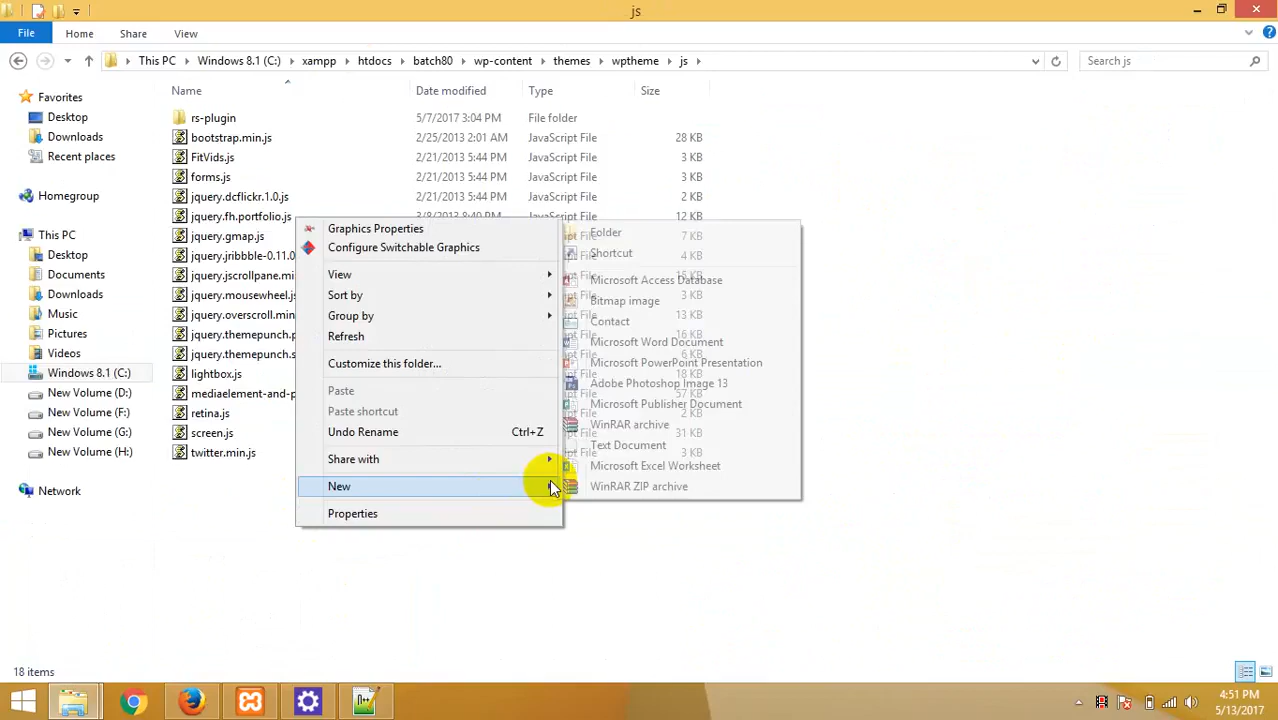 js
File Home Share View
This PC Windows 8.1 (C:) xampp htdocs batch80 wp-content themes wptheme js Search js
Name Date modified Type Size
Favorites
Desktop
Downloads
Recent places
Homegroup
This PC
Desktop
Documents
Downloads
Music
Pictures
Videos
Windows 8.1 (C:)
New Volume (D:)
New Volume (F:)
New Volume (G:)
New Volume (H:)
Network
rs-plugin 5/7/2017 3:04 PM File folder
bootstrap.min.js 2/25/2013 2:01 AM JavaScript File 28 KB
FitVids.js 2/21/2013 5:44 PM JavaScript File 3 KB
forms.js 2/21/2013 5:44 PM JavaScript File 3 KB
jquery.dcflickr.1.0.js 2/21/2013 5:44 PM JavaScript File 2 KB
jquery.fh.portfolio.js 3/8/2013 8:40 PM JavaScript File 12 KB
jquery.gmap.js 7 KB
jquery.jribbble-0.11.0 4 KB
jquery.jscrollpane.min
jquery.mousewheel.js 3 KB
jquery.overscroll.min 13 KB
jquery.themepunch.p 16 KB
jquery.themepunch.s 6 KB
lightbox.js 18 KB
mediaelement-and-p 57 KB
retina.js 2 KB
screen.js 31 KB
twitter.min.js 3 KB
Graphics Properties
Configure Switchable Graphics
View
Sort by
Group by
Refresh
Customize this folder...
Paste
Paste shortcut
Undo Rename Ctrl+Z
Share with
New
Properties
Folder
Shortcut
Microsoft Access Database
Bitmap image
Contact
Microsoft Word Document
Microsoft PowerPoint Presentation
Adobe Photoshop Image 13
Microsoft Publisher Document
WinRAR archive
Text Document
Microsoft Excel Worksheet
WinRAR ZIP archive
18 items
4:51 PM
5/13/2017